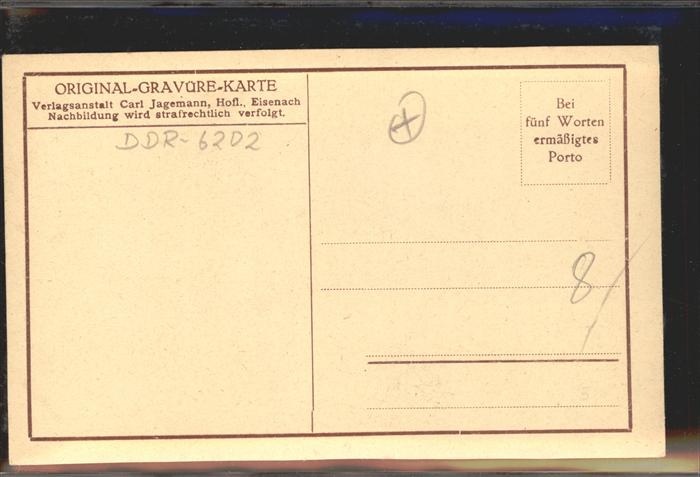 ORIGINAL-GRAVÜRE-KARTE
Verlagsanstalt Carl Jagemann, Hofl., Eisenach
Nachbildung wird strafrechtlich verfolgt.
DDR-6202
Bei
fünf Worten
ermäßigtes
Porto
8/